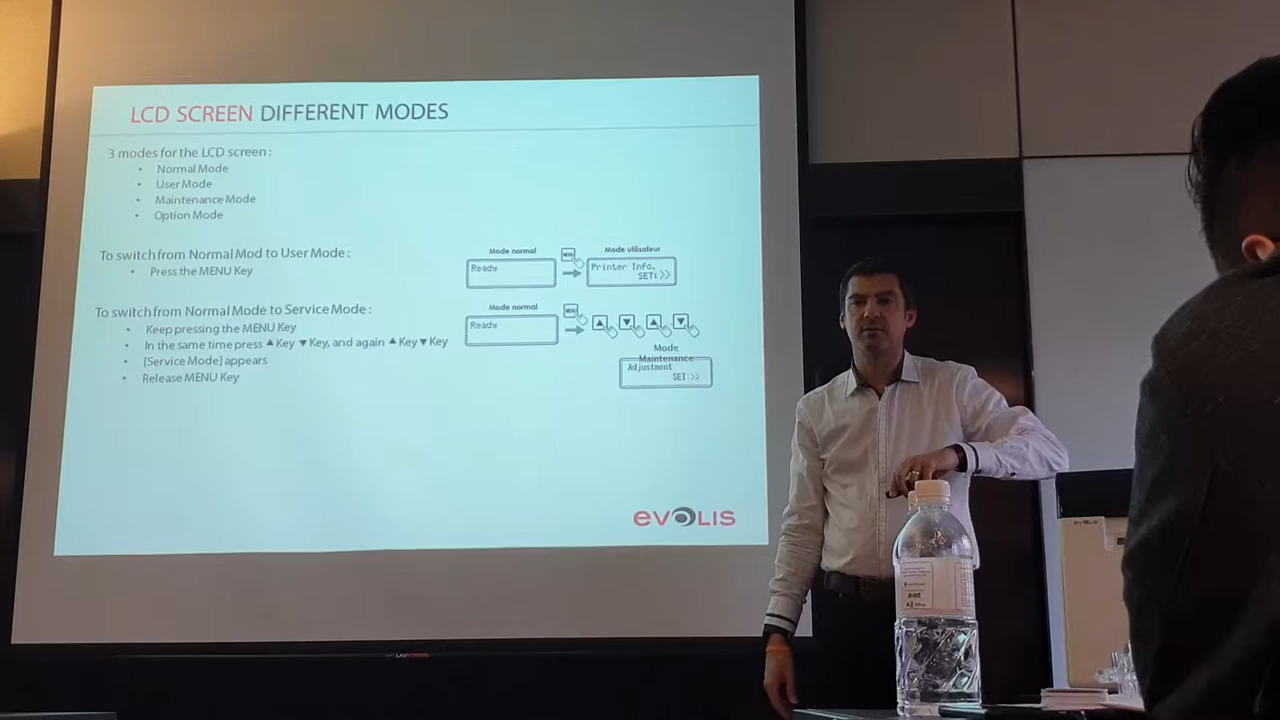 LCD SCREEN DIFFERENT MODES
3 modes for the LCD screen :
• Normal Mode
• User Mode
• Maintenance Mode
• Option Mode
To switch from Normal Mod to User Mode :
• Press the MENU Key
Mode normal
Ready
MENU
Mode utilisateur
Printer Info.
SET:>>
To switch from Normal Mode to Service Mode :
• Keep pressing the MENU Key
• In the same time press ▲Key ▼Key, and again ▲Key▼Key
• [Service Mode] appears
• Release MENU Key
Mode normal
Ready
MENU
▲ ▼ ▲ ▼
Mode
Maintenance
Adjustment
SET:>>
evolis
evolis